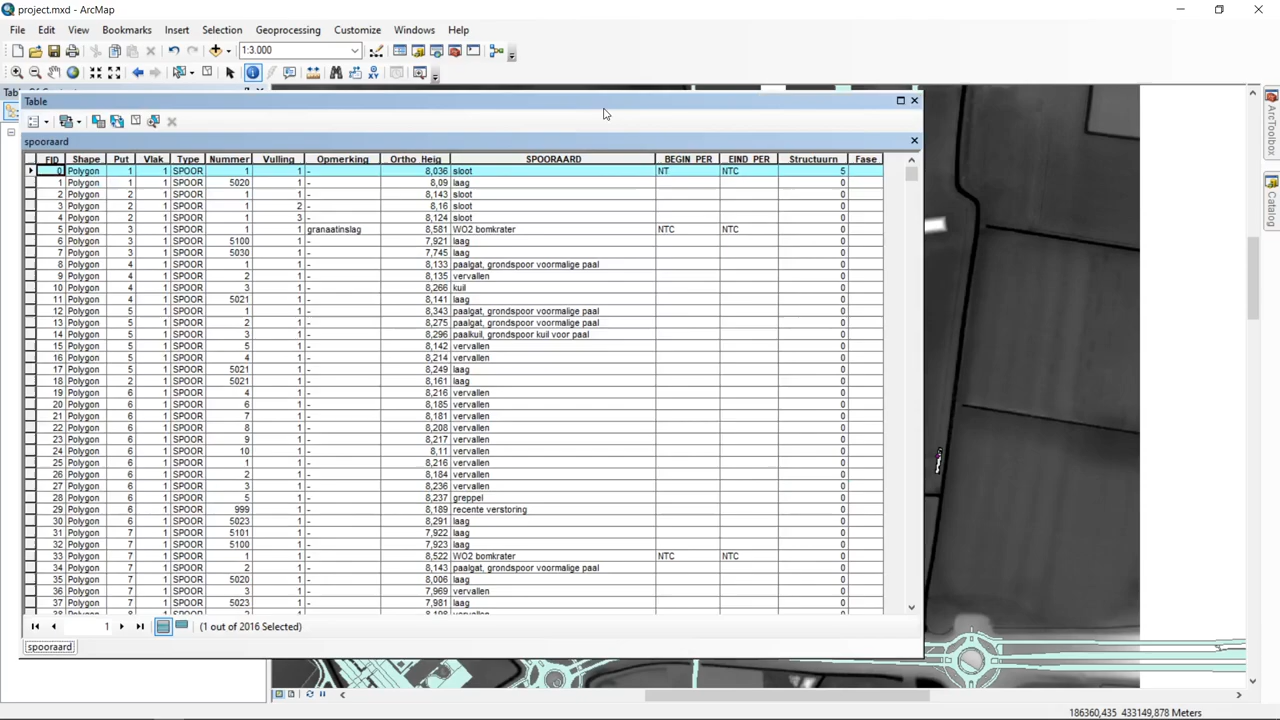 project.mxd - ArcMap
File Edit View Bookmarks Insert Selection Geoprocessing Customize Windows Help
1:3.000
Table
spooraard
FID Shape Put Vlak Type Nummer Vulling Opmerking Ortho_Heig SPOORAARD BEGIN_PER EIND_PER Structuurn Fase
0 Polygon 1 1 SPOOR 1 1 - 8,036 sloot NT NTC 5
1 Polygon 1 1 SPOOR 5020 1 - 8,09 laag 0
2 Polygon 2 1 SPOOR 1 1 - 8,143 sloot 0
3 Polygon 2 1 SPOOR 1 2 - 8,16 sloot 0
4 Polygon 2 1 SPOOR 1 3 - 8,124 sloot 0
5 Polygon 3 1 SPOOR 1 1 granaatinslag 8,581 WO2 bomkrater NTC NTC 0
6 Polygon 3 1 SPOOR 5100 1 - 7,921 laag 0
7 Polygon 3 1 SPOOR 5030 1 - 7,745 laag 0
8 Polygon 4 1 SPOOR 1 1 - 8,133 paalgat, grondspoor voormalige paal 0
9 Polygon 4 1 SPOOR 2 1 - 8,135 vervallen 0
10 Polygon 4 1 SPOOR 3 1 - 8,266 kuil 0
11 Polygon 4 1 SPOOR 5021 1 - 8,141 laag 0
12 Polygon 5 1 SPOOR 1 1 - 8,343 paalgat, grondspoor voormalige paal 0
13 Polygon 5 1 SPOOR 2 1 - 8,275 paalgat, grondspoor voormalige paal 0
14 Polygon 5 1 SPOOR 3 1 - 8,296 paalkuil, grondspoor kuil voor paal 0
15 Polygon 5 1 SPOOR 5 1 - 8,142 vervallen 0
16 Polygon 5 1 SPOOR 4 1 - 8,214 vervallen 0
17 Polygon 5 1 SPOOR 5021 1 - 8,249 laag 0
18 Polygon 2 1 SPOOR 5021 1 - 8,161 laag 0
19 Polygon 6 1 SPOOR 4 1 - 8,216 vervallen 0
20 Polygon 6 1 SPOOR 6 1 - 8,185 vervallen 0
21 Polygon 6 1 SPOOR 7 1 - 8,181 vervallen 0
22 Polygon 6 1 SPOOR 8 1 - 8,208 vervallen 0
23 Polygon 6 1 SPOOR 9 1 - 8,217 vervallen 0
24 Polygon 6 1 SPOOR 10 1 - 8,11 vervallen 0
25 Polygon 6 1 SPOOR 1 1 - 8,216 vervallen 0
26 Polygon 6 1 SPOOR 2 1 - 8,184 vervallen 0
27 Polygon 6 1 SPOOR 3 1 - 8,236 vervallen 0
28 Polygon 6 1 SPOOR 5 1 - 8,237 greppel 0
29 Polygon 6 1 SPOOR 999 1 - 8,189 recente verstoring 0
30 Polygon 6 1 SPOOR 5023 1 - 8,291 laag 0
31 Polygon 7 1 SPOOR 5101 1 - 7,922 laag 0
32 Polygon 7 1 SPOOR 5100 1 - 7,923 laag 0
33 Polygon 7 1 SPOOR 1 1 - 8,522 WO2 bomkrater NTC NTC 0
34 Polygon 7 1 SPOOR 2 1 - 8,143 paalgat, grondspoor voormalige paal 0
35 Polygon 7 1 SPOOR 5020 1 - 8,006 laag 0
36 Polygon 7 1 SPOOR 3 1 - 7,969 vervallen 0
37 Polygon 7 1 SPOOR 5023 1 - 7,981 laag 0
1 (1 out of 2016 Selected)
spooraard
ArcToolbox
Catalog
186360,435 433149,878 Meters